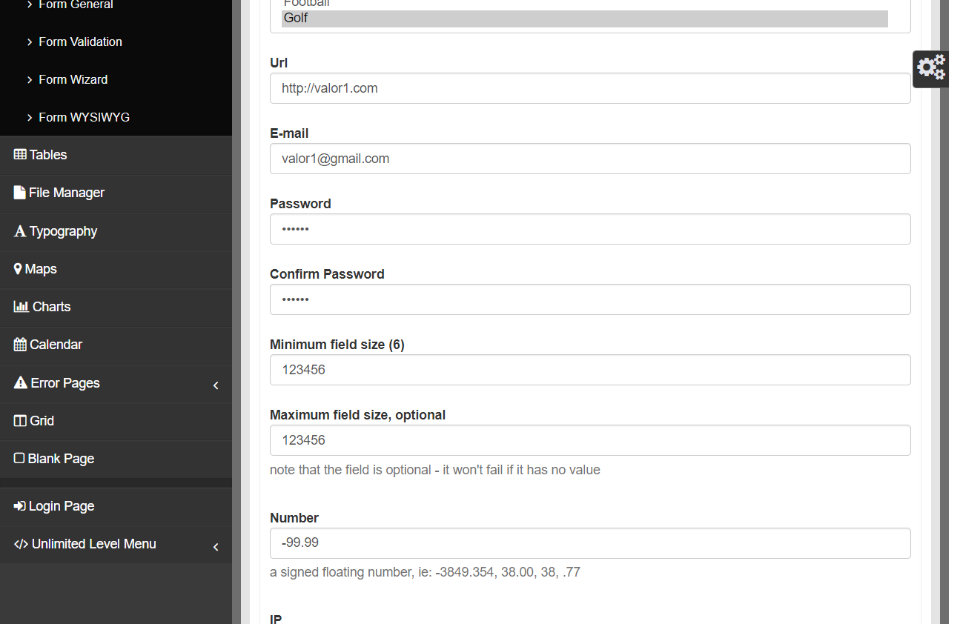 Form General
Form Validation
Form Wizard
Form WYSIWYG
Tables
File Manager
Typography
Maps
Charts
Calendar
Error Pages
Grid
Blank Page
Login Page
Unlimited Level Menu
Football
Golf
Url
http://valor1.com
E-mail
valor1@gmail.com
Password
••••••
Confirm Password
••••••
Minimum field size (6)
123456
Maximum field size, optional
123456
note that the field is optional - it won't fail if it has no value
Number
-99.99
a signed floating number, ie: -3849.354, 38.00, 38, .77
IP